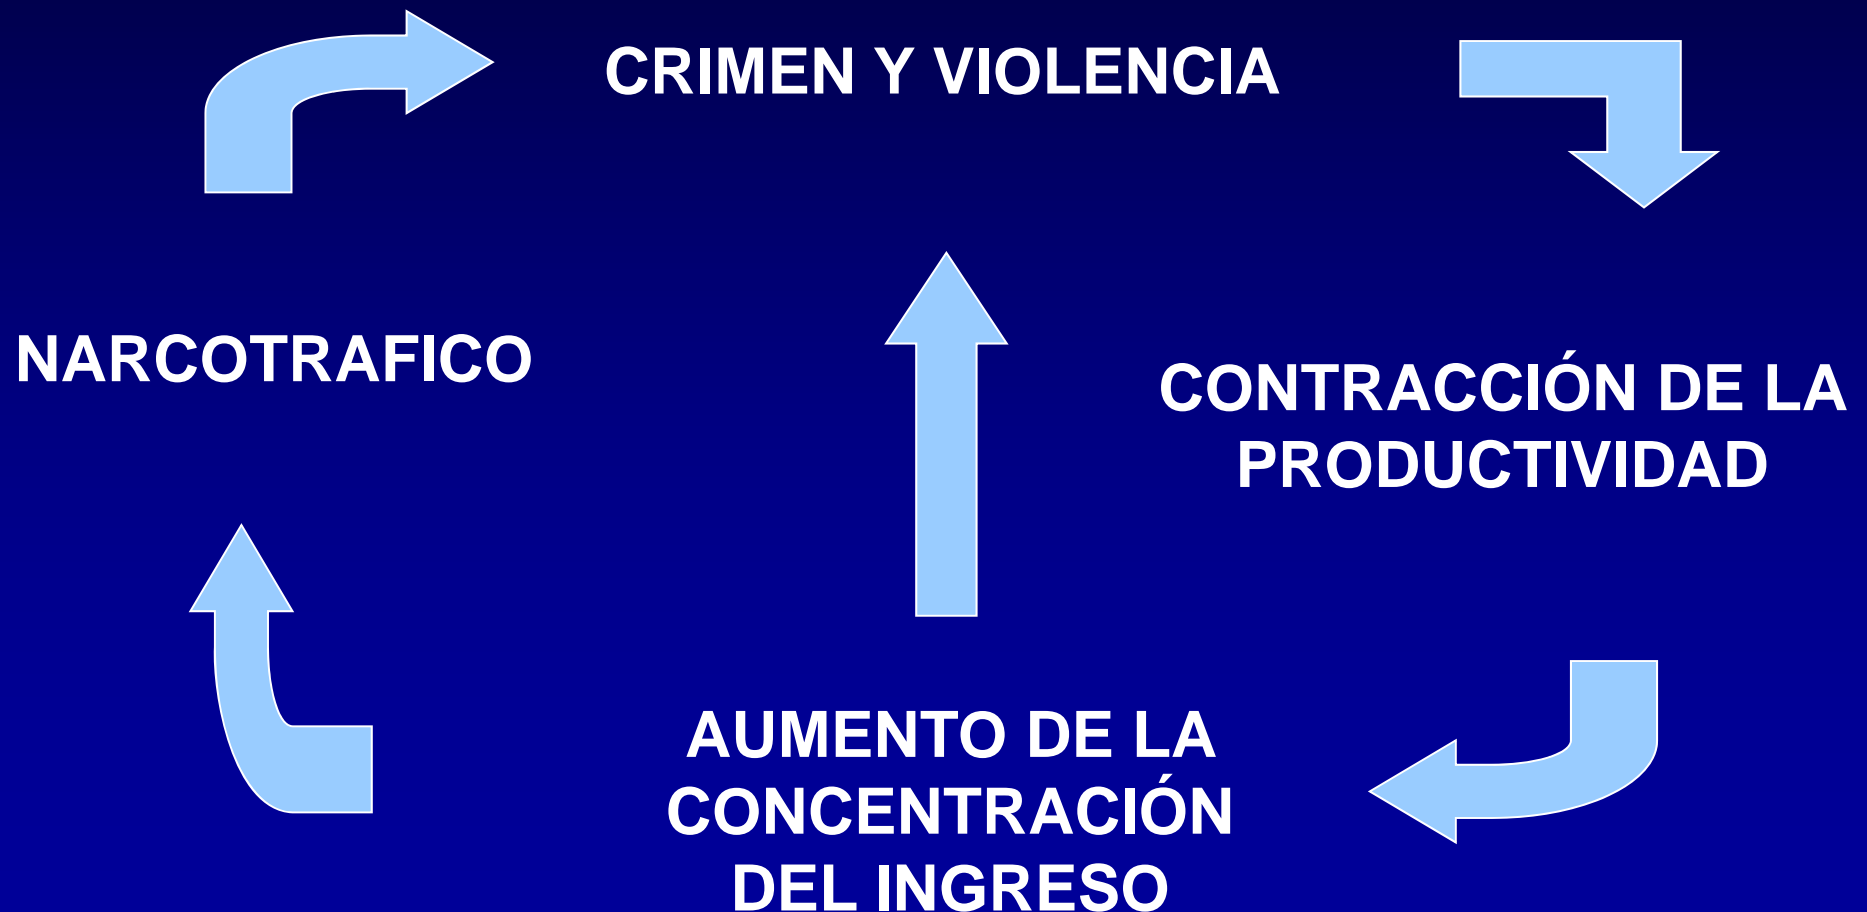 CRIMEN Y VIOLENCIA
NARCOTRAFICO
CONTRACCIÓN DE LA
PRODUCTIVIDAD
AUMENTO DE LA
CONCENTRACIÓN
DEL INGRESO